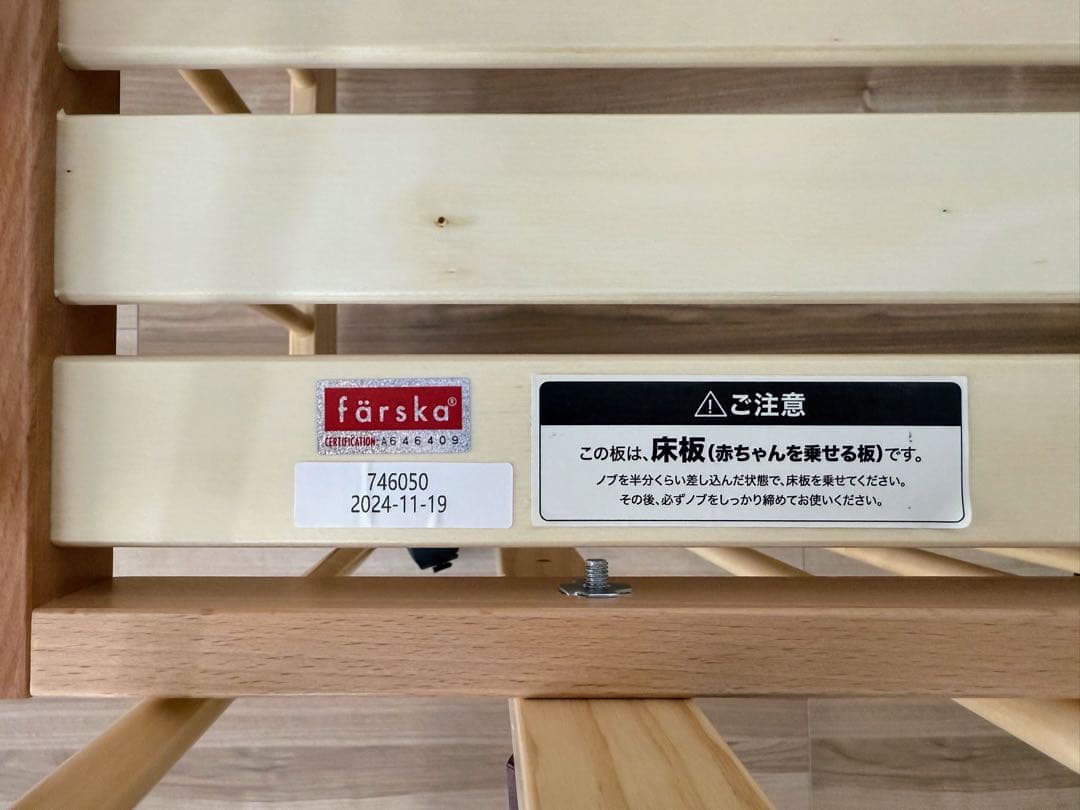 färska®
CERTIFICATION: A646409
746050
2024-11-19
⚠ご注意
この板は、床板(赤ちゃんを乗せる板)です。
ノブを半分くらい差し込んだ状態で、床板を乗せてください。
その後、必ずノブをしっかり締めてお使いください。